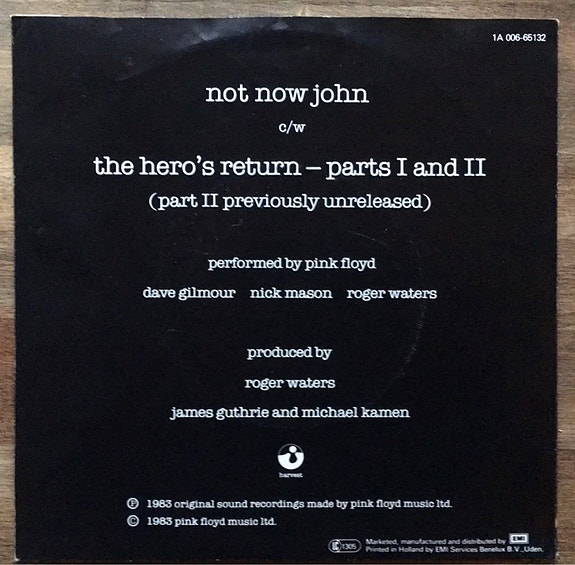 1A 006-65132
not now john
c/w
the hero's return – parts I and II
(part II previously unreleased)
performed by pink floyd
dave gilmour nick mason roger waters
produced by
roger waters
james guthrie and michael kamen
harvest
Ⓟ 1983 original sound recordings made by pink floyd music ltd.
© 1983 pink floyd music ltd.
1305 Marketed, manufactured and distributed by EMI
Printed in Holland by EMI Services Benelux B.V., Uden.